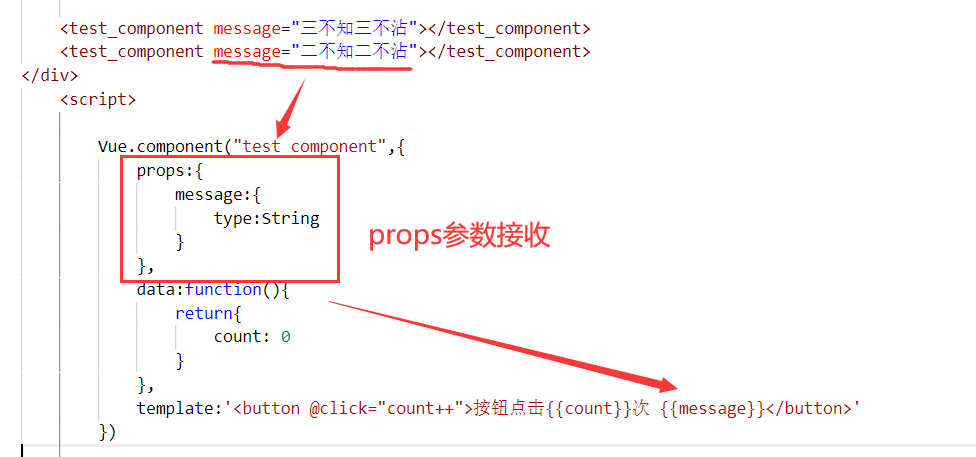 <test_component message="三不知三不沾"></test_component>
<test_component message="二不知二不沾"></test_component>
</div>
<script>
Vue.component("test_component",{
props:{
message:{
type:String
}
props参数接收
},
data:function(){
return{
count: 0
}
},
template:'<button @click="count++">按钮点击{{count}}次 {{message}}</button>'
})